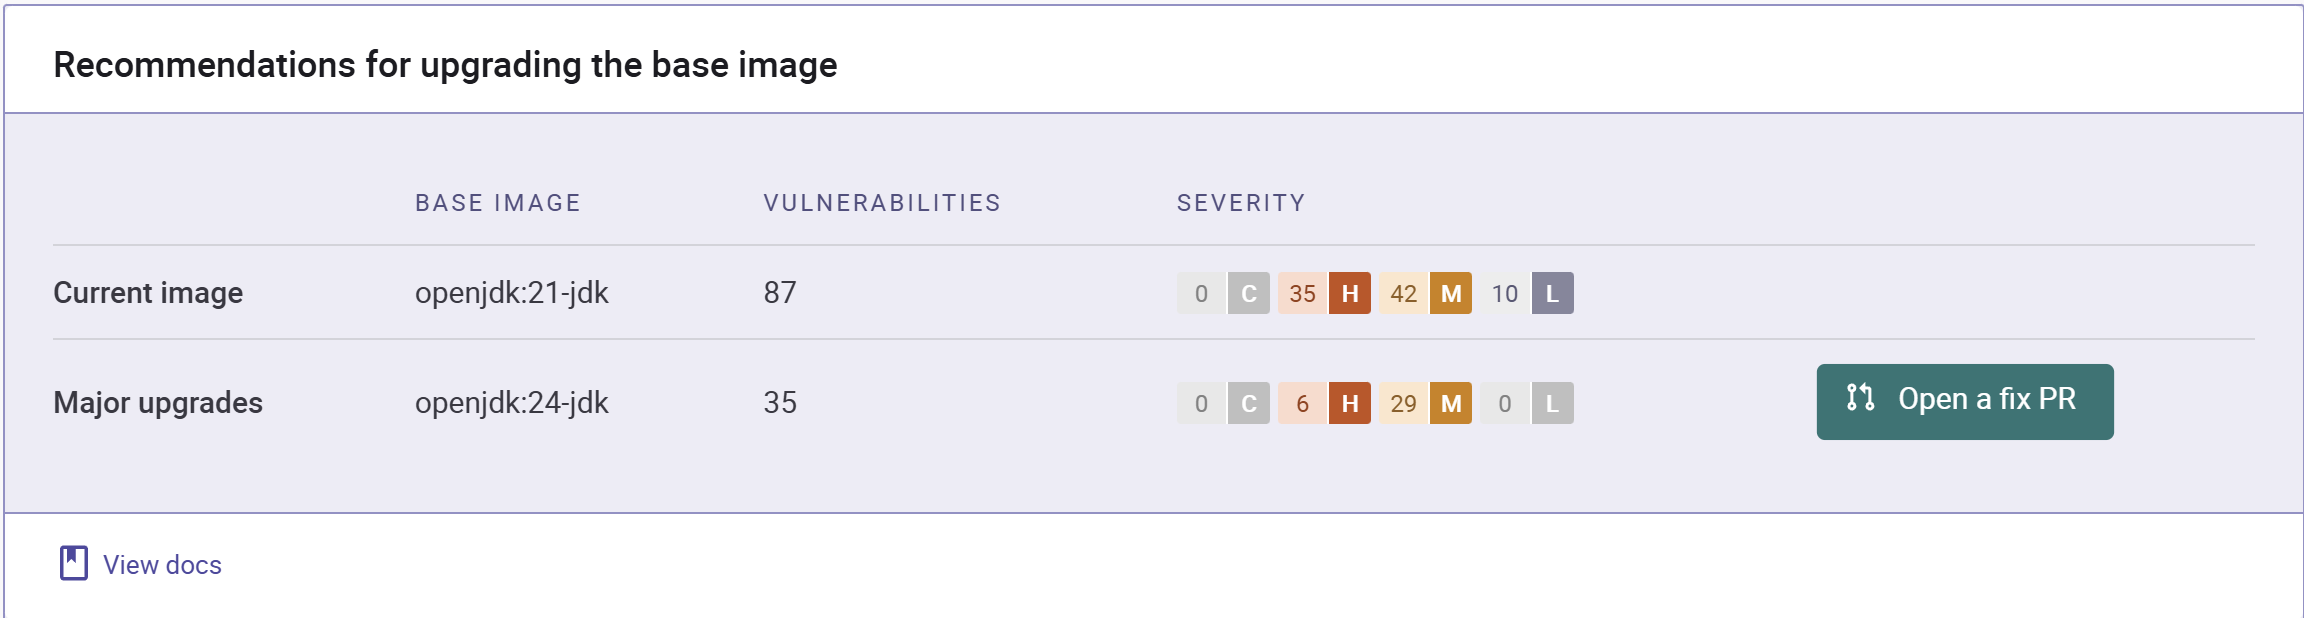 Recommendations for upgrading the base image
BASE IMAGE VULNERABILITIES SEVERITY
Current image openjdk:21-jdk 87 0 C 35 H 42 M 10 L
Major upgrades openjdk:24-jdk 35 0 C 6 H 29 M 0 L Open a fix PR
View docs